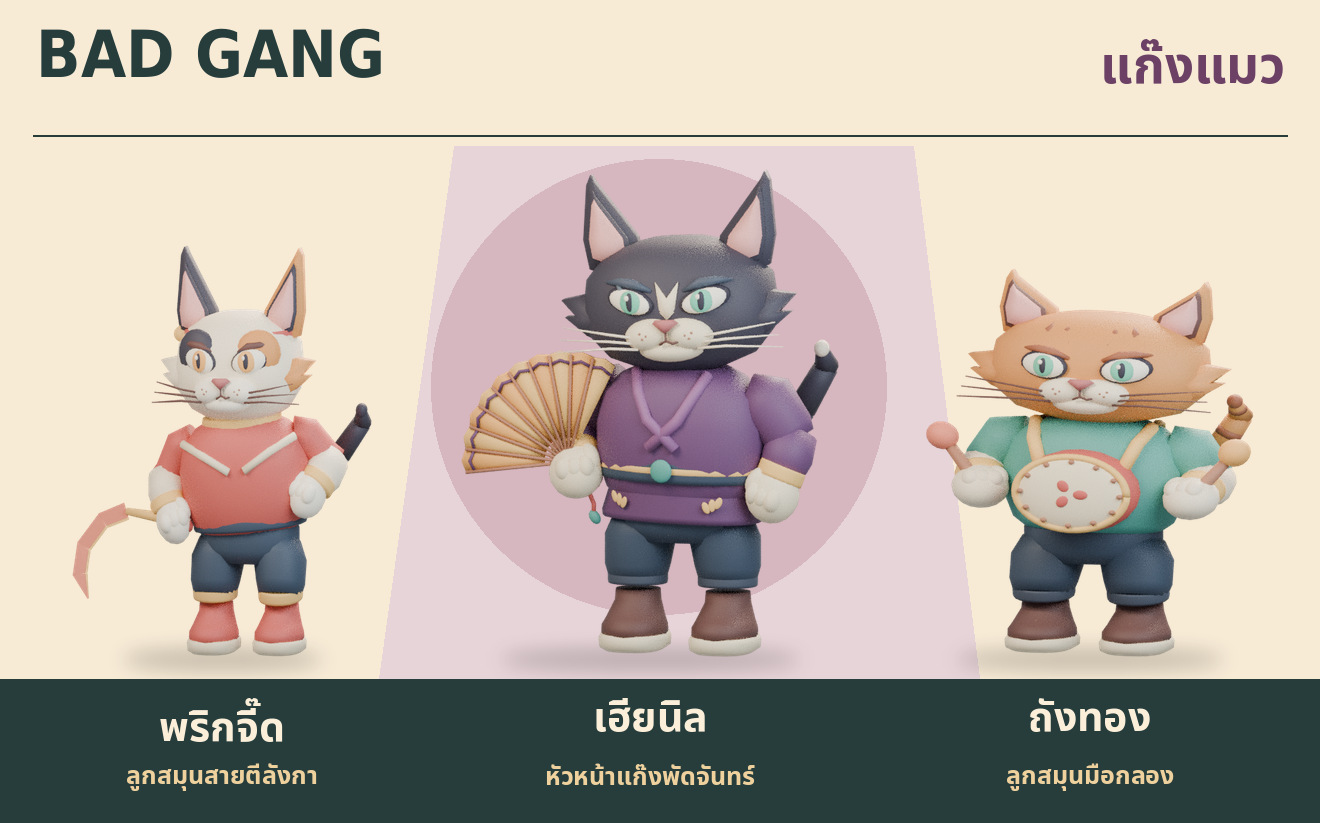 BAD GANG
แก๊งแมว
พริกจี๊ด
ลูกสมุนสายตีลังกา
เฮียนิล
หัวหน้าแก๊งพัดจันทร์
ถังทอง
ลูกสมุนมือกลอง